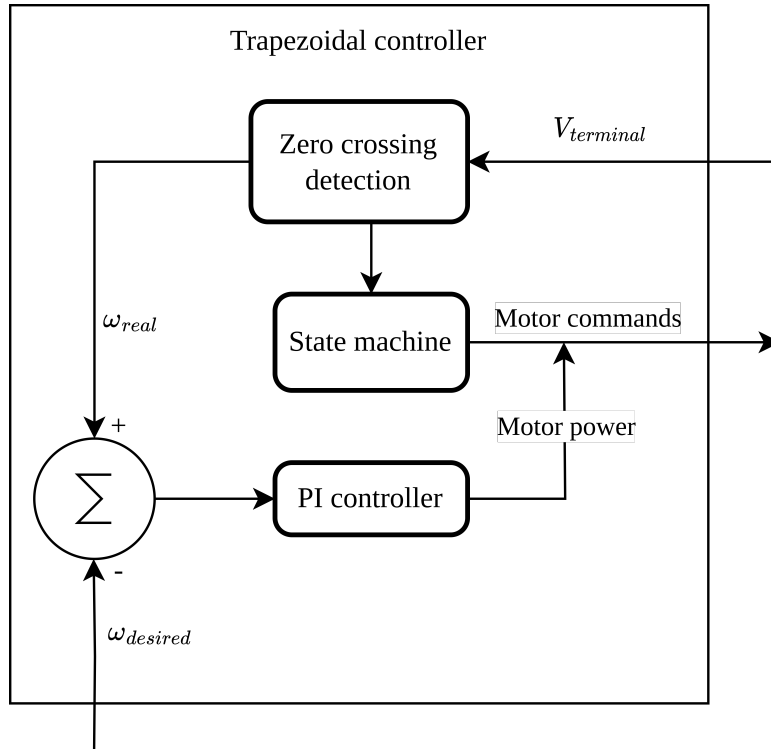 Trapezoidal controller
Zero crossing
detection
V_terminal
ω_real
State machine
Motor commands
Motor power
+
∑
PI controller
-
ω_desired